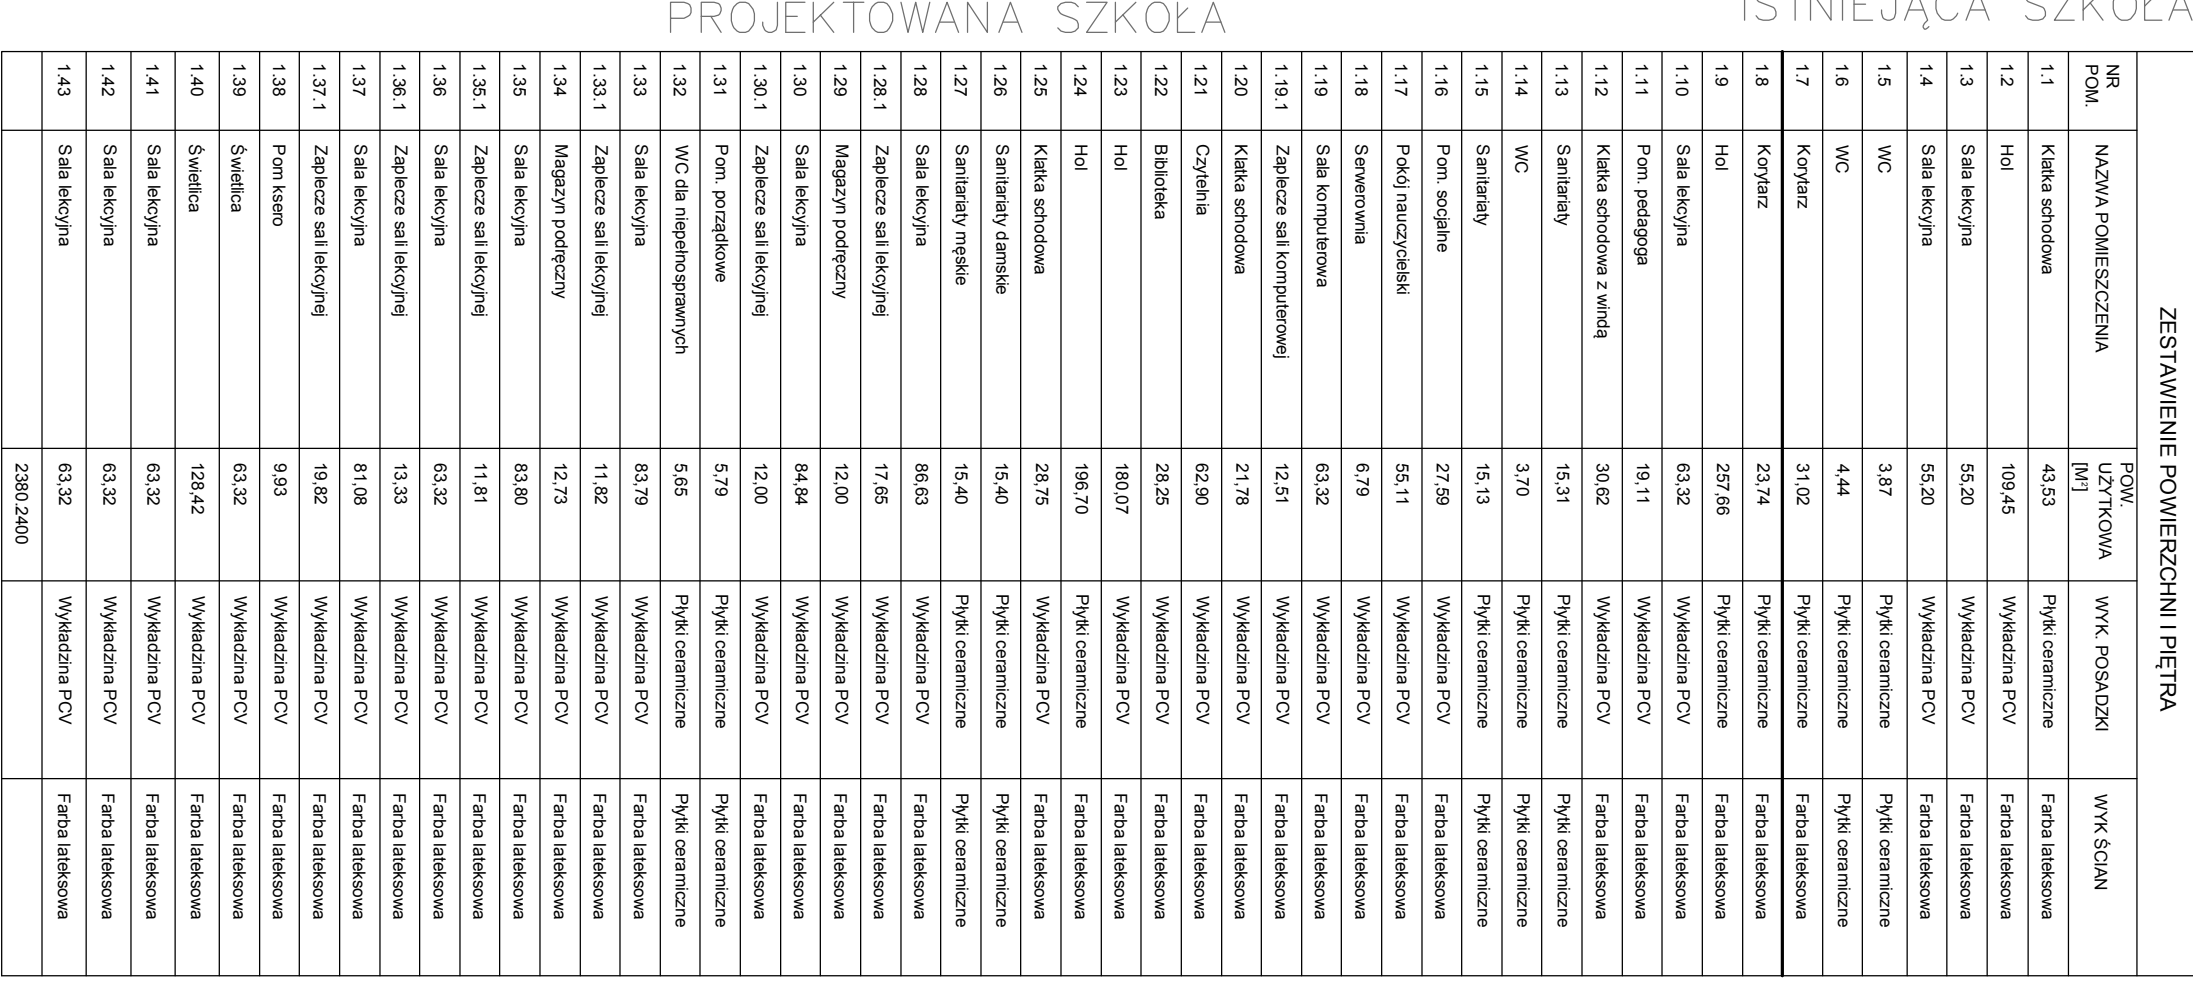 PROJEKTOWANA SZKOŁA
ISTNIEJĄCA SZKOŁA
ZESTAWIENIE POWIERZCHNI I PIĘTRA
NR POM. NAZWA POMIESZCZENIA POW. UŻYTKOWA [M²] WYK. POSADZKI WYK ŚCIAN
1.1 Klatka schodowa 43,53 Płytki ceramiczne Farba lateksowa
1.2 Hol 109,45 Wykładzina PCV Farba lateksowa
1.3 Sala lekcyjna 55,20 Wykładzina PCV Farba lateksowa
1.4 Sala lekcyjna 55,20 Wykładzina PCV Farba lateksowa
1.5 WC 3,87 Płytki ceramiczne Płytki ceramiczne
1.6 WC 4,44 Płytki ceramiczne Płytki ceramiczne
1.7 Korytarz 31,02 Płytki ceramiczne Farba lateksowa
1.8 Korytarz 23,74 Płytki ceramiczne Farba lateksowa
1.9 Hol 257,66 Płytki ceramiczne Farba lateksowa
1.10 Sala lekcyjna 63,32 Wykładzina PCV Farba lateksowa
1.11 Pom. pedagoga 19,11 Wykładzina PCV Farba lateksowa
1.12 Klatka schodowa z windą 30,62 Wykładzina PCV Farba lateksowa
1.13 Sanitariaty 15,31 Płytki ceramiczne Płytki ceramiczne
1.14 WC 3,70 Płytki ceramiczne Płytki ceramiczne
1.15 Sanitariaty 15,13 Płytki ceramiczne Płytki ceramiczne
1.16 Pom. socjalne 27,59 Wykładzina PCV Farba lateksowa
1.17 Pokój nauczycielski 55,11 Wykładzina PCV Farba lateksowa
1.18 Serwerownia 6,79 Wykładzina PCV Farba lateksowa
1.19 Sala komputerowa 63,32 Wykładzina PCV Farba lateksowa
1.19.1 Zaplecze sali komputerowej 12,51 Wykładzina PCV Farba lateksowa
1.20 Klatka schodowa 21,78 Wykładzina PCV Farba lateksowa
1.21 Czytelnia 62,90 Wykładzina PCV Farba lateksowa
1.22 Biblioteka 28,25 Wykładzina PCV Farba lateksowa
1.23 Hol 180,07 Wykładzina PCV Farba lateksowa
1.24 Hol 196,70 Płytki ceramiczne Farba lateksowa
1.25 Klatka schodowa 28,75 Wykładzina PCV Farba lateksowa
1.26 Sanitariaty damskie 15,40 Płytki ceramiczne Płytki ceramiczne
1.27 Sanitariaty męskie 15,40 Płytki ceramiczne Płytki ceramiczne
1.28 Sala lekcyjna 86,63 Wykładzina PCV Farba lateksowa
1.28.1 Zaplecze sali lekcyjnej 17,65 Wykładzina PCV Farba lateksowa
1.29 Magazyn podręczny 12,00 Wykładzina PCV Farba lateksowa
1.30 Sala lekcyjna 84,84 Wykładzina PCV Farba lateksowa
1.30.1 Zaplecze sali lekcyjnej 12,00 Wykładzina PCV Farba lateksowa
1.31 Pom. porządkowe 5,79 Płytki ceramiczne Płytki ceramiczne
1.32 WC dla niepełnosprawnych 5,65 Płytki ceramiczne Płytki ceramiczne
1.33 Sala lekcyjna 83,79 Wykładzina PCV Farba lateksowa
1.33.1 Zaplecze sali lekcyjnej 11,82 Wykładzina PCV Farba lateksowa
1.34 Magazyn podręczny 12,73 Wykładzina PCV Farba lateksowa
1.35 Sala lekcyjna 83,80 Wykładzina PCV Farba lateksowa
1.35.1 Zaplecze sali lekcyjnej 11,81 Wykładzina PCV Farba lateksowa
1.36 Sala lekcyjna 63,32 Wykładzina PCV Farba lateksowa
1.36.1 Zaplecze sali lekcyjnej 13,33 Wykładzina PCV Farba lateksowa
1.37 Sala lekcyjna 81,08 Wykładzina PCV Farba lateksowa
1.37.1 Zaplecze sali lekcyjnej 19,82 Wykładzina PCV Farba lateksowa
1.38 Pom ksero 9,93 Wykładzina PCV Farba lateksowa
1.39 Świetlica 63,32 Wykładzina PCV Farba lateksowa
1.40 Świetlica 128,42 Wykładzina PCV Farba lateksowa
1.41 Sala lekcyjna 63,32 Wykładzina PCV Farba lateksowa
1.42 Sala lekcyjna 63,32 Wykładzina PCV Farba lateksowa
1.43 Sala lekcyjna 63,32 Wykładzina PCV Farba lateksowa
2380.2400